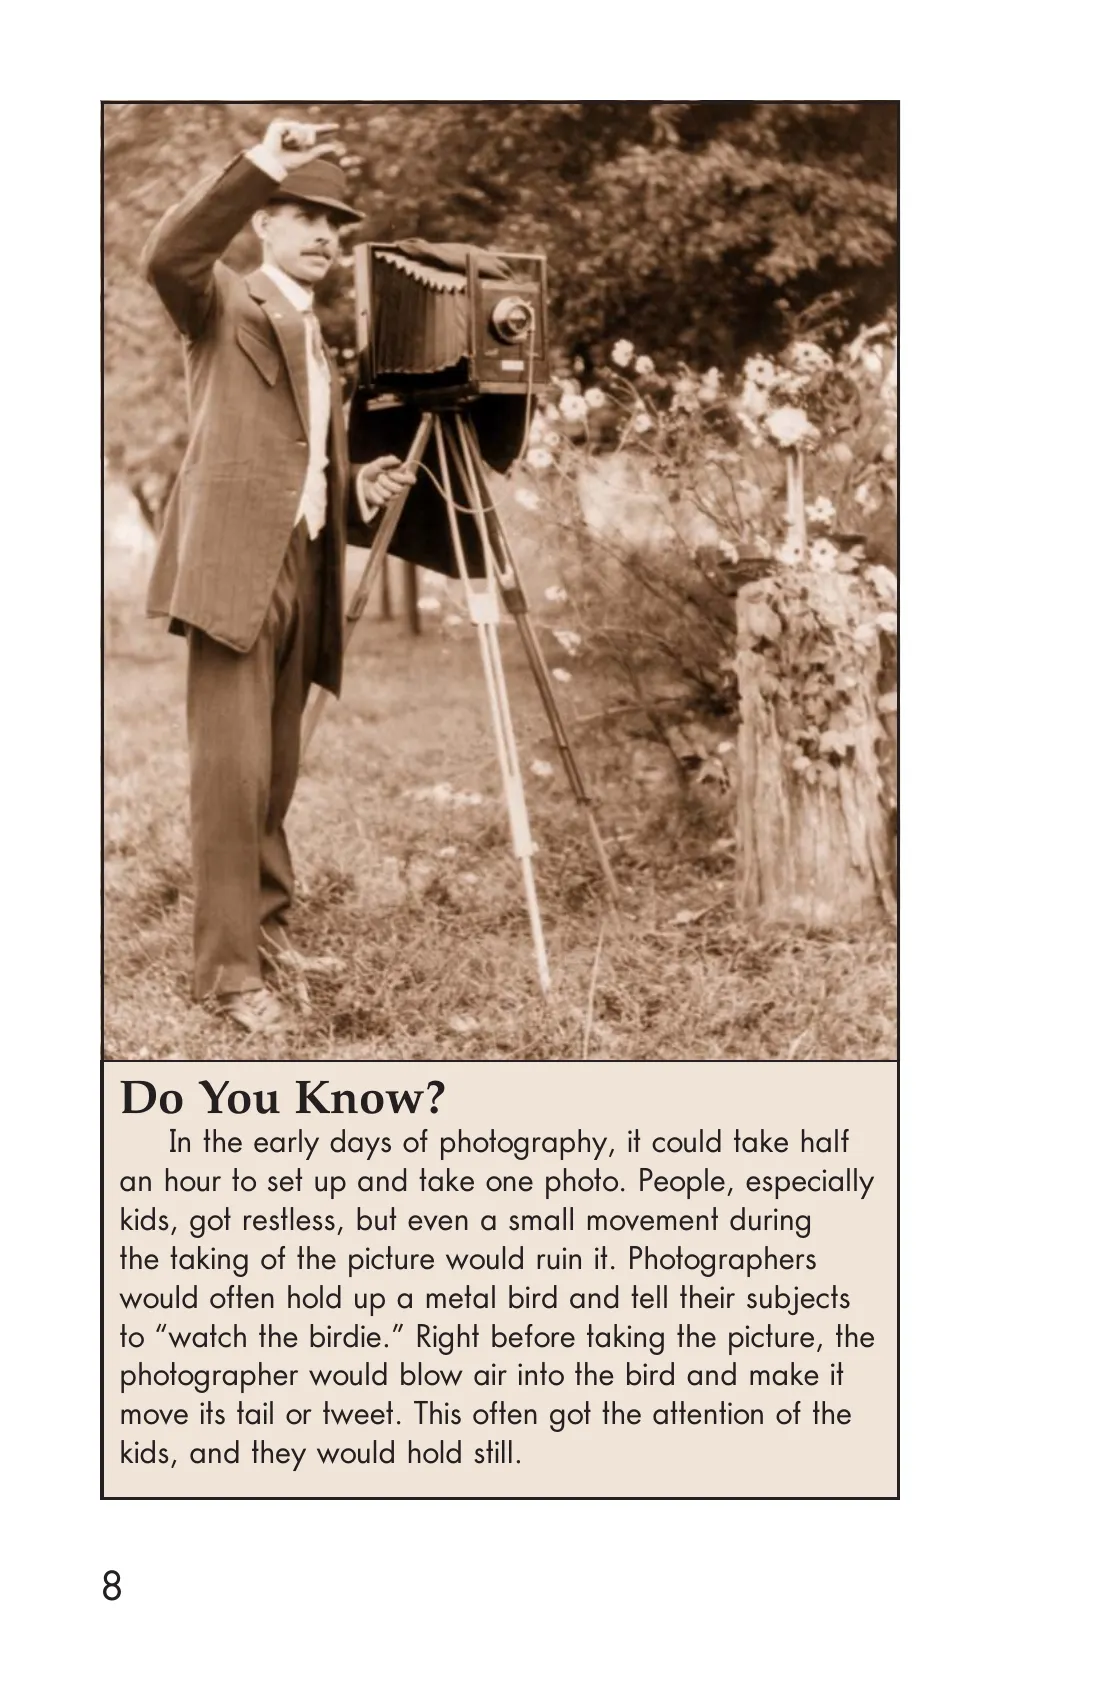 Do You Know?
In the early days of photography, it could take half
an hour to set up and take one photo. People, especially
kids, got restless, but even a small movement during
the taking of the picture would ruin it. Photographers
would often hold up a metal bird and tell their subjects
to “watch the birdie.” Right before taking the picture, the
photographer would blow air into the bird and make it
move its tail or tweet. This often got the attention of the
kids, and they would hold still.
8